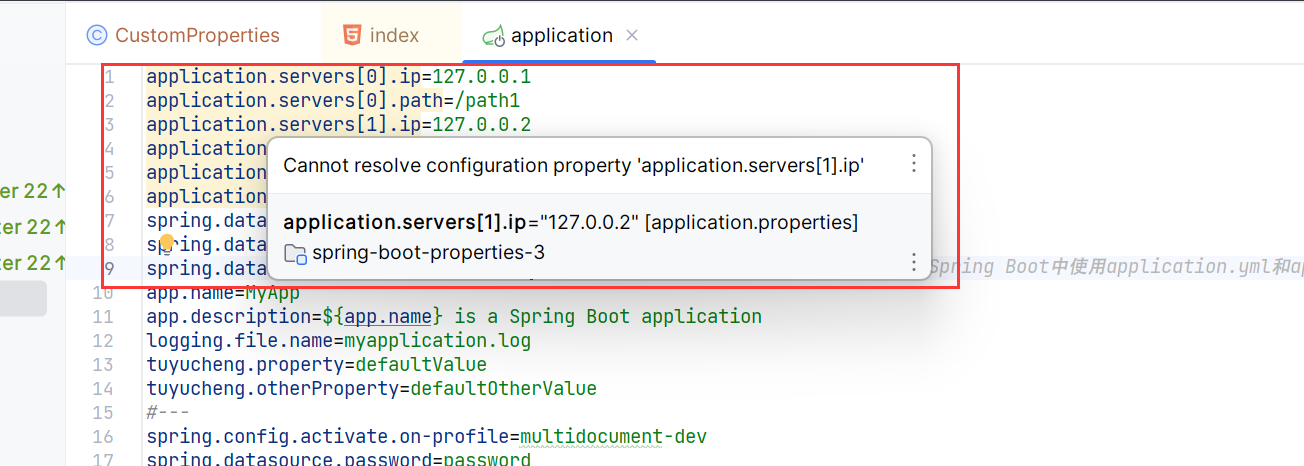 CustomProperties
index
application
er 22↑
ter 22↑
ter 22↑
1 application.servers[0].ip=127.0.0.1
2 application.servers[0].path=/path1
3 application.servers[1].ip=127.0.0.2
4 application
5 application
6 application
7 spring.data
8 spring.data
9 spring.data
Cannot resolve configuration property 'application.servers[1].ip'
application.servers[1].ip="127.0.0.2" [application.properties]
spring-boot-properties-3
Spring Boot中使用application.yml和ap
10 app.name=MyApp
11 app.description=${app.name} is a Spring Boot application
12 logging.file.name=myapplication.log
13 tuyucheng.property=defaultValue
14 tuyucheng.otherProperty=defaultOtherValue
15 #---
16 spring.config.activate.on-profile=multidocument-dev
17 spring.datasource.password=password